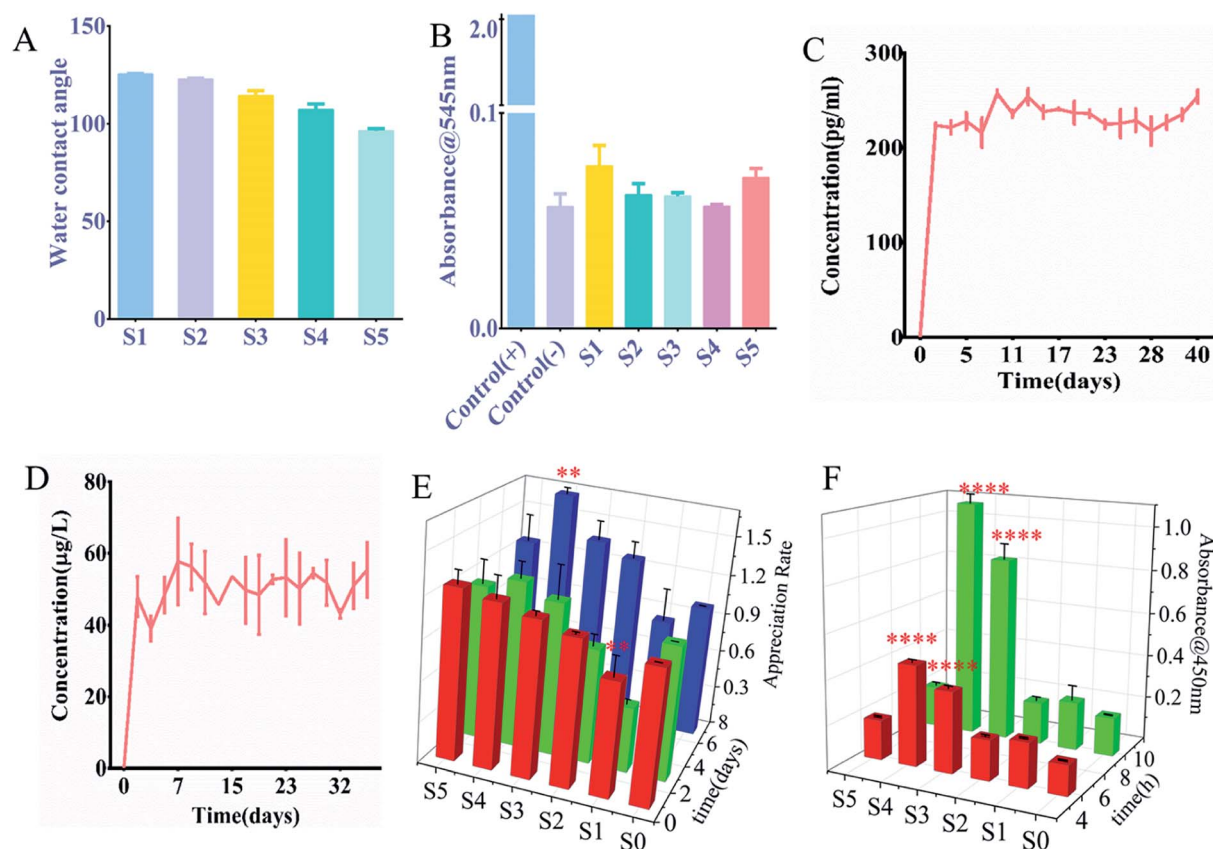 A
Water contact angle
150
100
50
0
S1 S2 S3 S4 S5
B
Absorbance@545nm
2.0
0.1
0.1
0.0
Control(+) Control(-) S1 S2 S3 S4 S5
C
Concentration(pg/ml)
300
200
100
0
0 5 11 17 23 28 40
Time(days)
D
Concentration(µg/L)
80
60
40
20
0
0 7 15 23 32
Time(days)
E
**
**
1.5
1.2
0.9
0.6
0.3
Appreciation Rate
8
6
4
2
0
time(days)
S5 S4 S3 S2 S1 S0
F
****
****
****
****
1.0
0.8
0.6
0.4
0.2
Absorbance@450nm
10
8
6
4
time(h)
S5 S4 S3 S2 S1 S0